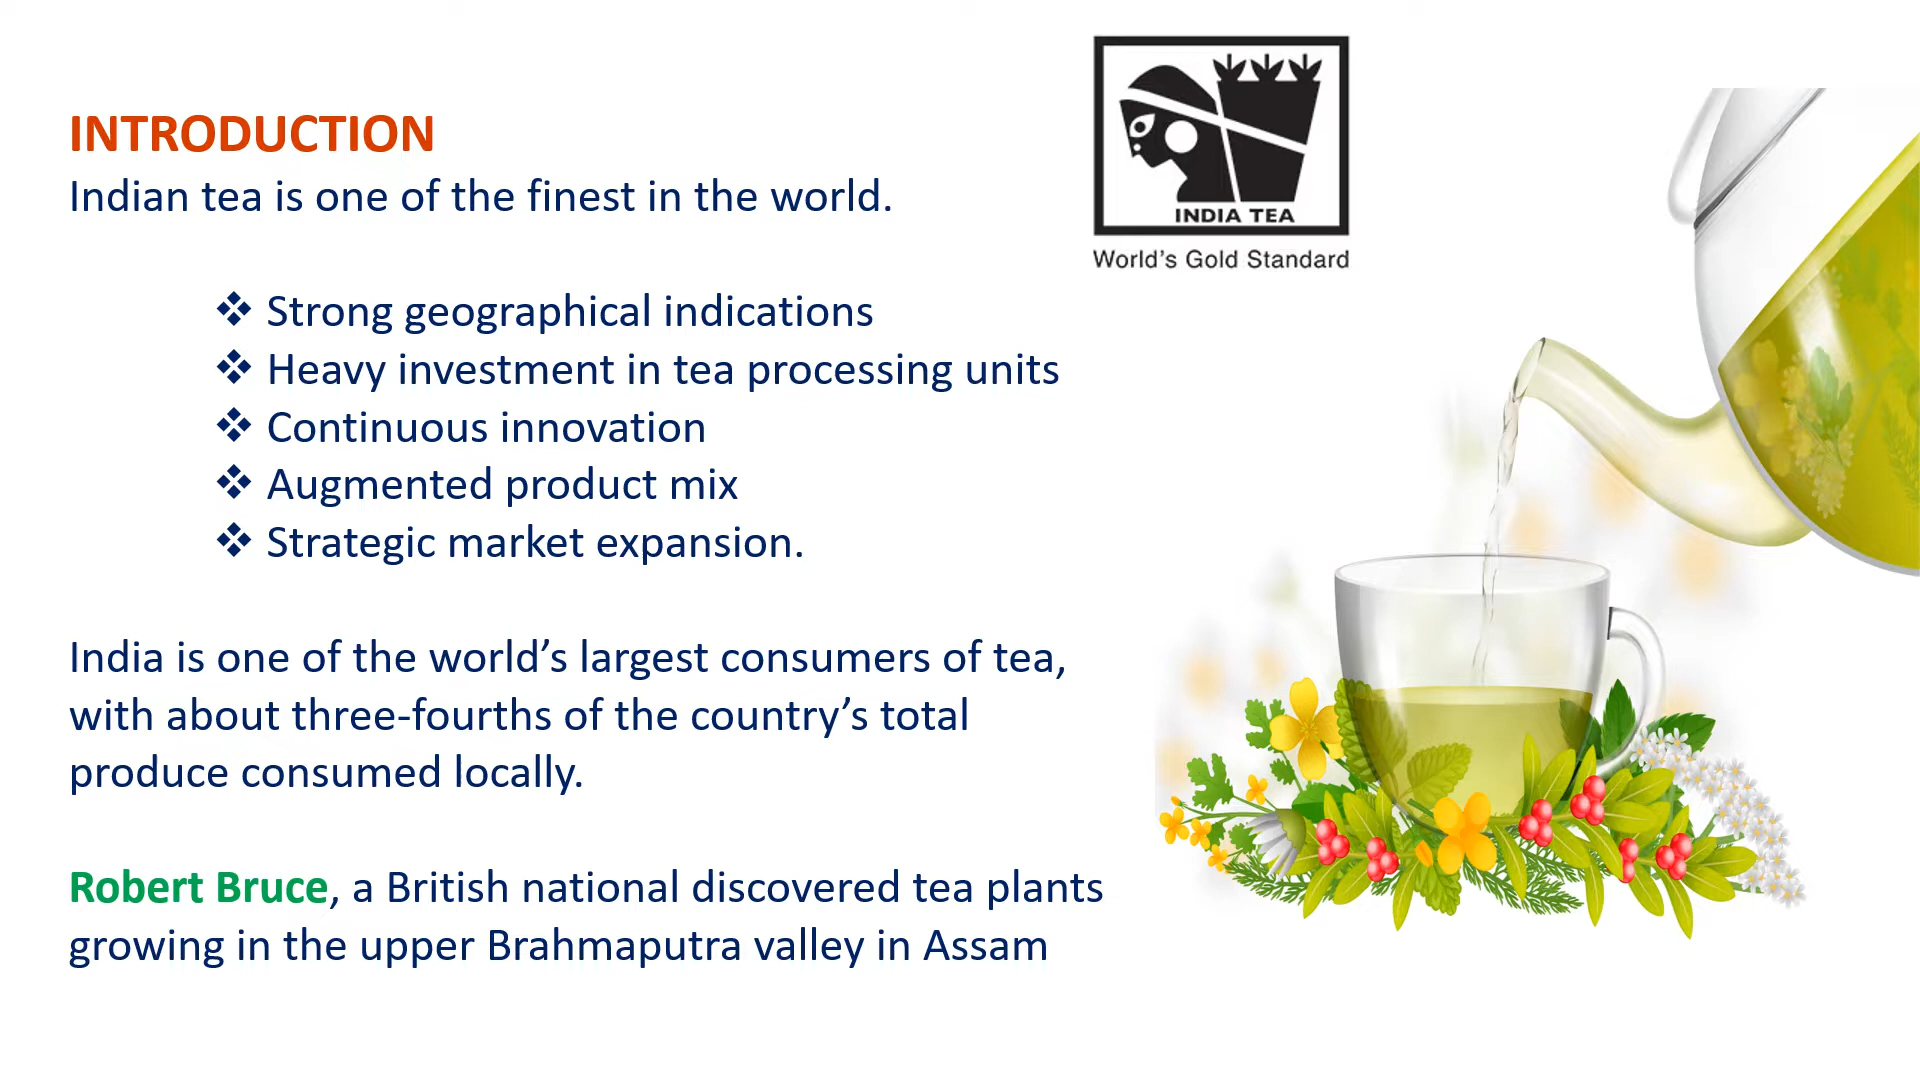 INTRODUCTION
Indian tea is one of the finest in the world.
❖ Strong geographical indications
❖ Heavy investment in tea processing units
❖ Continuous innovation
❖ Augmented product mix
❖ Strategic market expansion.
India is one of the world’s largest consumers of tea,
with about three-fourths of the country’s total
produce consumed locally.
Robert Bruce, a British national discovered tea plants
growing in the upper Brahmaputra valley in Assam
INDIA TEA
World’s Gold Standard